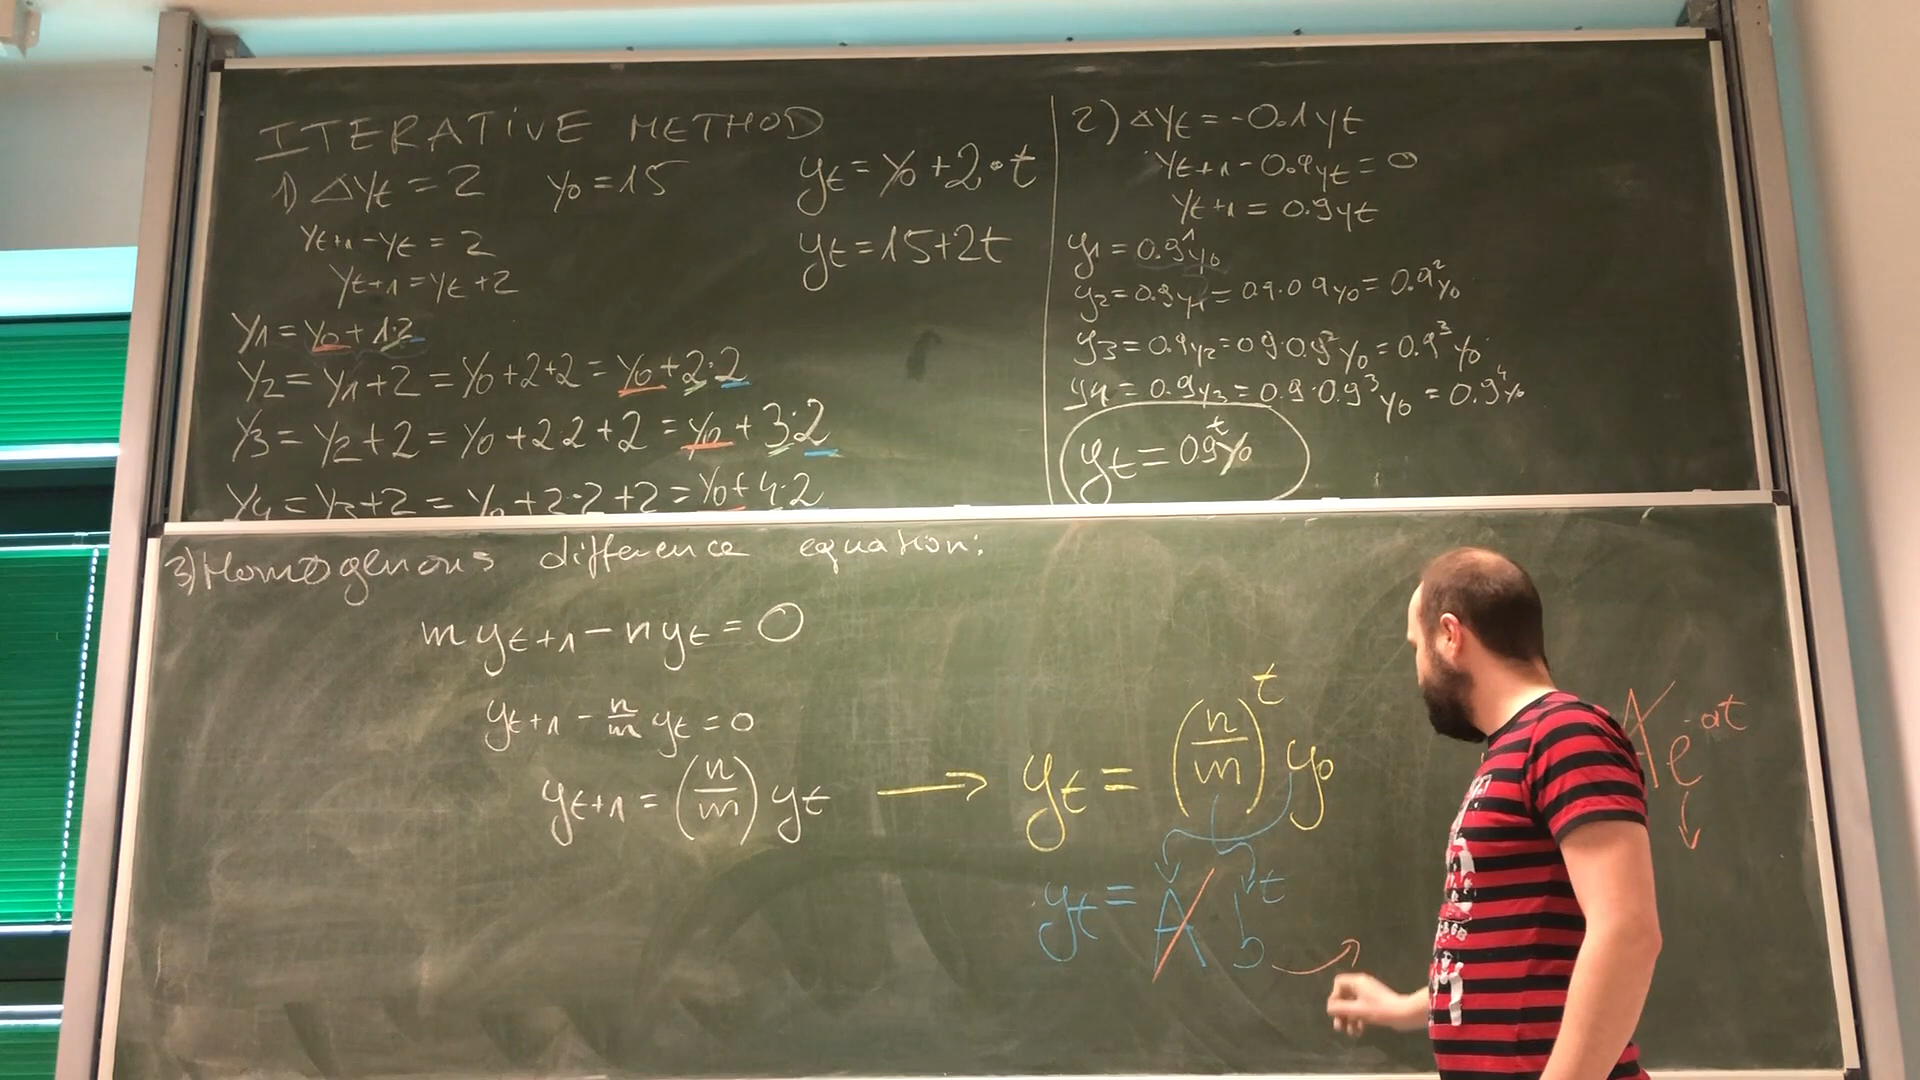 ITERATIVE METHOD
1) Δyt = 2 y0 = 15
yt+1 - yt = 2
yt+1 = yt + 2
yt = y0 + 2·t
yt = 15 + 2t
y1 = y0 + 1·2
y2 = y1 + 2 = y0 + 2 + 2 = y0 + 2·2
y3 = y2 + 2 = y0 + 2·2 + 2 = y0 + 3·2
y4 = y3 + 2 = y0 + 2·2 + 2 = y0 + 4·2
2) Δyt = -0.1yt
yt+1 - 0.9yt = 0
yt+1 = 0.9yt
y1 = 0.9^1 y0
y2 = 0.9y1 = 0.9·0.9y0 = 0.9^2 y0
y3 = 0.9y2 = 0.9·0.9^2 y0 = 0.9^3 y0
y4 = 0.9y3 = 0.9·0.9^3 y0 = 0.9^4 y0
yt = 0.9^t y0
3) Homogenous difference equation:
m yt+1 - n yt = 0
yt+1 - n/m yt = 0
yt+1 = (n/m) yt → yt = (n/m)^t y0
yt = A b^t
A e^-at